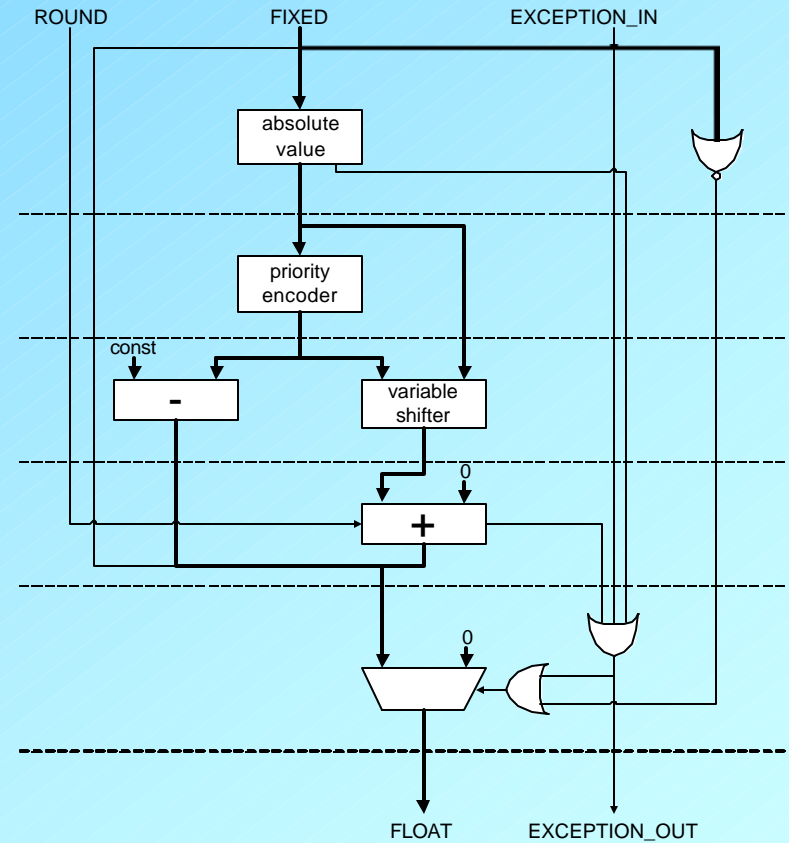 ROUND
FIXED
EXCEPTION_IN
absolute
value
priority
encoder
const
-
variable
shifter
0
+
0
FLOAT
EXCEPTION_OUT